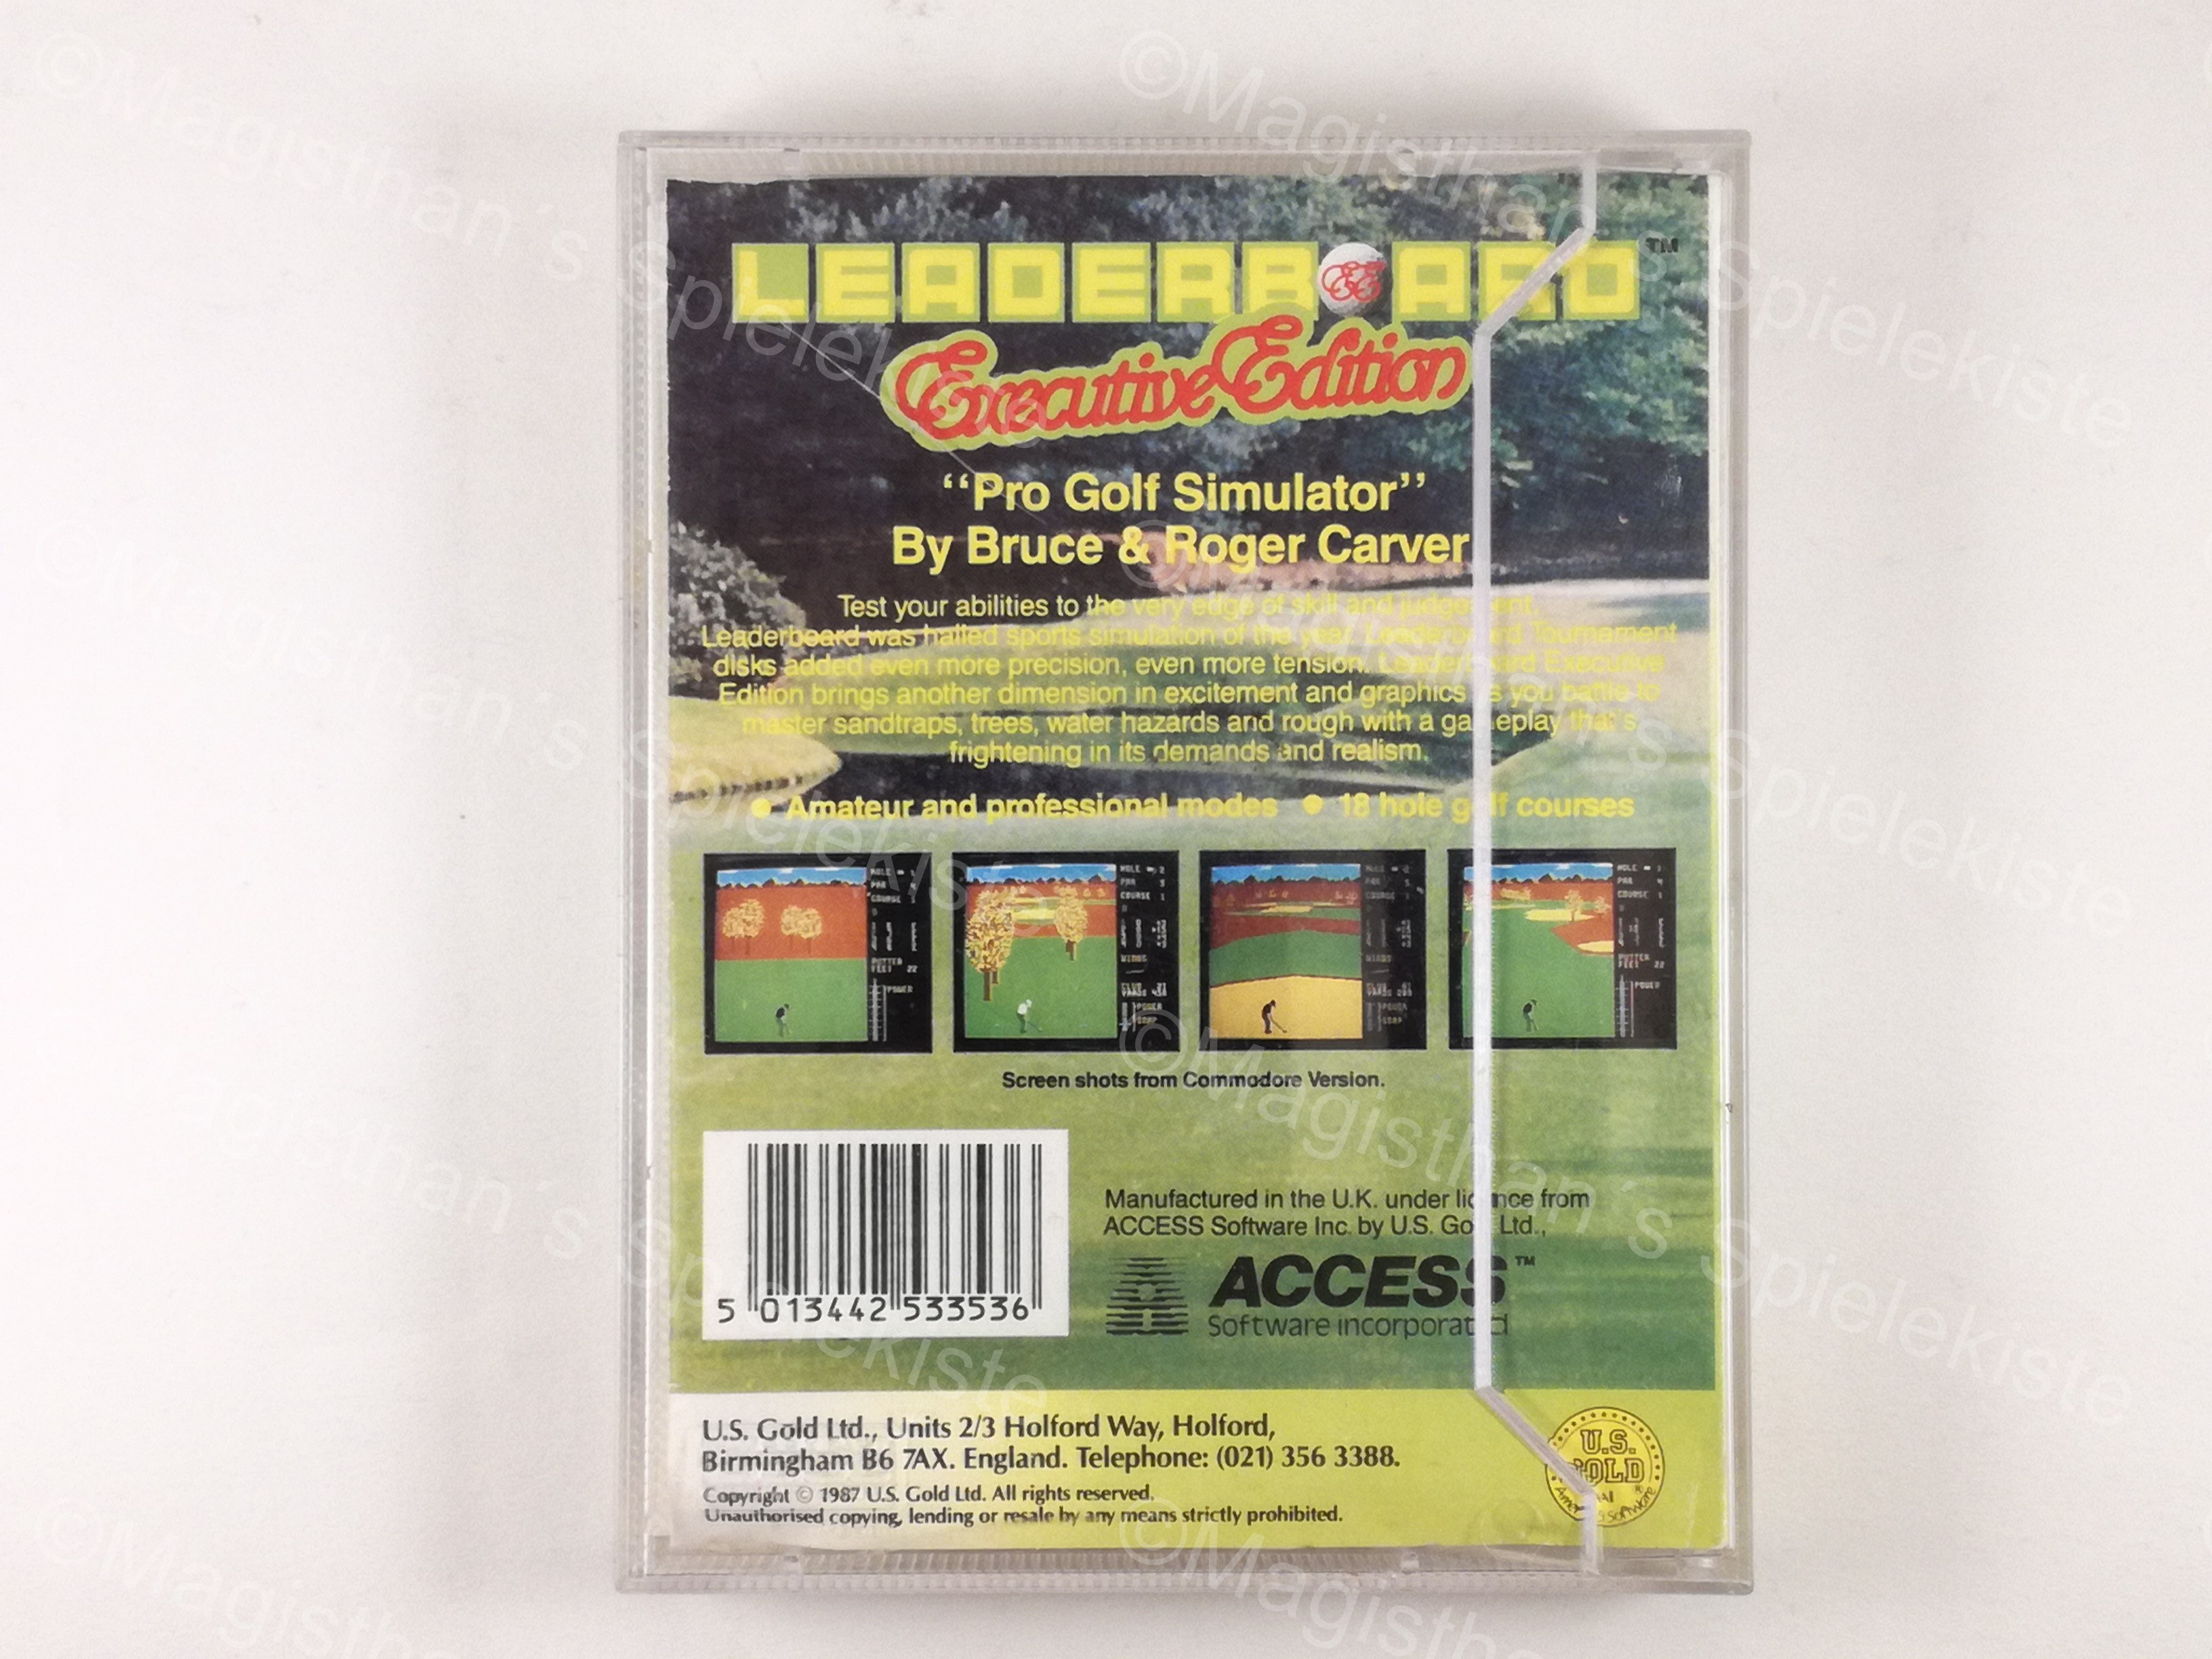 LEADERBOARD™
Executive Edition
“Pro Golf Simulator”
By Bruce & Roger Carver
Test your abilities to the very edge of skill and judgement.
Leaderboard was hailed sports simulation of the year. Leaderboard Tournament
disks added even more precision, even more tension. Leaderboard Executive
Edition brings another dimension in excitement and graphics as you battle to
master sandtraps, trees, water hazards and rough with a gameplay that's
frightening in its demands and realism.
● Amateur and professional modes ● 18 hole golf courses
Screen shots from Commodore Version.
Manufactured in the U.K. under licence from
ACCESS Software Inc. by U.S. Gold Ltd.,
ACCESS™
Software incorporated
5 013442 533536
U.S. Gold Ltd., Units 2/3 Holford Way, Holford,
Birmingham B6 7AX. England. Telephone: (021) 356 3388.
Copyright © 1987 U.S. Gold Ltd. All rights reserved.
Unauthorised copying, lending or resale by any means strictly prohibited.
U.S.
GOLD
©Magisthan´s Spielekiste